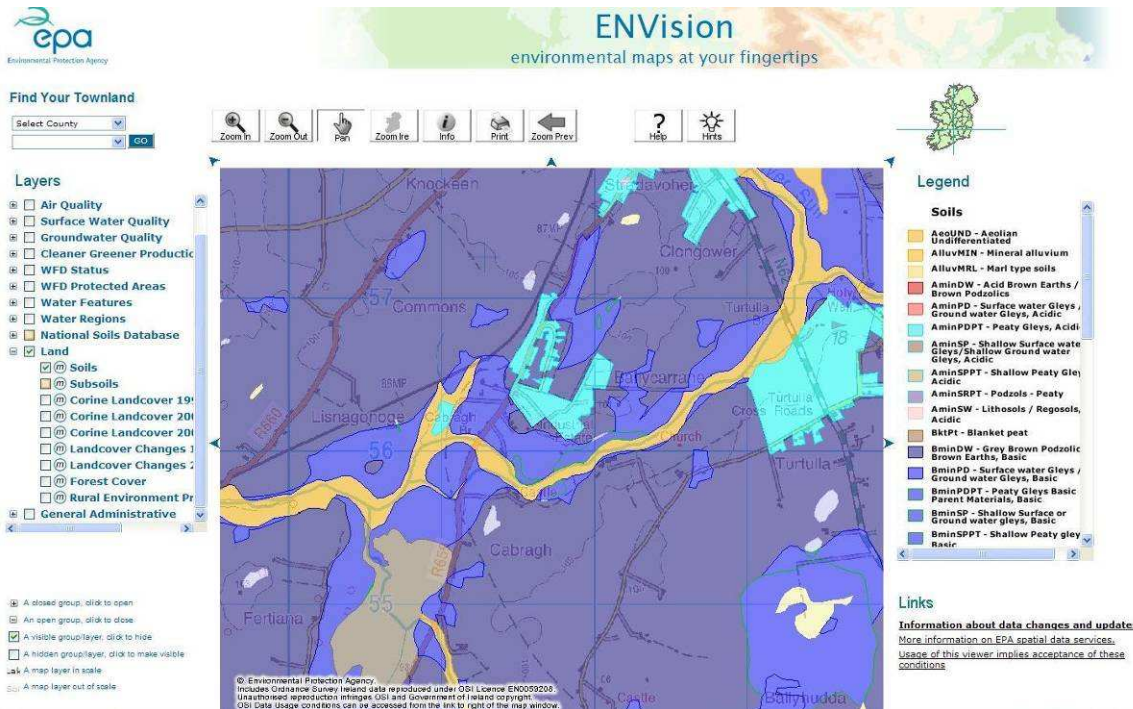 epa
Environmental Protection Agency
ENVision
environmental maps at your fingertips
Find Your Townland
Select County
GO
Zoom In
Zoom Out
Pan
Zoom Ire
Info
Print
Zoom Prev
Help
Hints
Layers
Air Quality
Surface Water Quality
Groundwater Quality
Cleaner Greener Productic
WFD Status
WFD Protected Areas
Water Features
Water Regions
National Soils Database
Land
Soils
Subsoils
Corine Landcover 19
Corine Landcover 20
Corine Landcover 20
Landcover Changes
Landcover Changes
Forest Cover
Rural Environment Pr
General Administrative
A closed group, click to open
An open group, click to close
A visible group/layer, click to hide
A hidden group/layer, click to make visible
A map layer in scale
A map layer out of scale
Knockeen
Stradavoher
87MP
Clongower
57
Commons
Turtulla
Holy Well
18
88MP
Ballycarrane
Lisnagonoge
Cabragh Br
R660
Industrial Estate
Turtulla Cross Roads
56
Church
Turtulla
Castle
Cabragh
R659
55
Fertiana
Castle
Ballyhudda
© Environmental Protection Agency.
Includes Ordnance Survey Ireland data reproduced under OSI Licence EN0059208.
Unauthorised reproduction infringes OSI and Government of Ireland copyright.
OSI Data Usage conditions can be accessed from the link to right of the map window.
Legend
Soils
AeoUND - Aeolian
Undifferentiated
AlluvMIN - Mineral alluvium
AlluvMRL - Marl type soils
AminDW - Acid Brown Earths /
Brown Podzolics
AminPD - Surface water Gleys /
Ground water Gleys, Acidic
AminPDPT - Peaty Gleys, Acidic
AminSP - Shallow Surface wate
Gleys/Shallow Ground water
Gleys, Acidic
AminSPPT - Shallow Peaty Gley
Acidic
AminSRPT - Podzols - Peaty
AminSW - Lithosols / Regosols,
Acidic
BktPt - Blanket peat
BminDW - Grey Brown Podzolic
Brown Earths, Basic
BminPD - Surface water Gleys /
Ground water Gleys, Basic
BminPDPT - Peaty Gleys Basic
Parent Materials, Basic
BminSP - Shallow Surface or
Ground water gleys, Basic
BminSPPT - Shallow Peaty gley
Basic
Links
Information about data changes and update
More information on EPA spatial data services.
Usage of this viewer implies acceptance of these
conditions